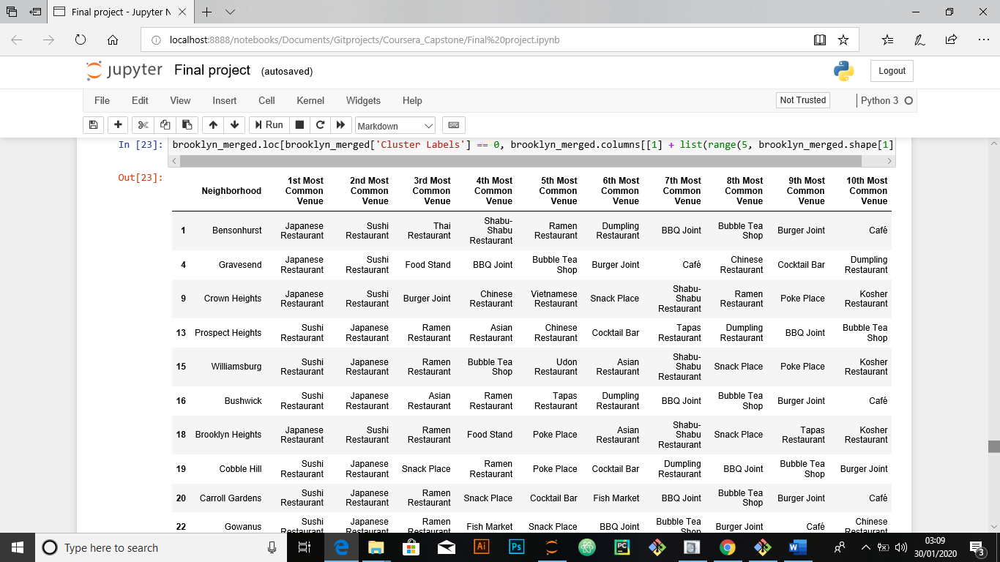 Final project - Jupyter N
localhost:8888/notebooks/Documents/Gitprojects/Coursera_Capstone/Final%20project.ipynb
jupyter Final project (autosaved)
Logout
File Edit View Insert Cell Kernel Widgets Help
Not Trusted
Python 3
Run
Markdown
In [23]: brooklyn_merged.loc[brooklyn_merged['Cluster Labels'] == 0, brooklyn_merged.columns[[1] + list(range(5, brooklyn_merged.shape[1]
Out[23]:
Neighborhood 1st Most Common Venue 2nd Most Common Venue 3rd Most Common Venue 4th Most Common Venue 5th Most Common Venue 6th Most Common Venue 7th Most Common Venue 8th Most Common Venue 9th Most Common Venue 10th Most Common Venue
1 Bensonhurst Japanese Restaurant Sushi Restaurant Thai Restaurant Shabu-Shabu Restaurant Ramen Restaurant Dumpling Restaurant BBQ Joint Bubble Tea Shop Burger Joint Café
4 Gravesend Japanese Restaurant Sushi Restaurant Food Stand BBQ Joint Bubble Tea Shop Burger Joint Café Chinese Restaurant Cocktail Bar Dumpling Restaurant
9 Crown Heights Japanese Restaurant Sushi Restaurant Burger Joint Chinese Restaurant Vietnamese Restaurant Snack Place Shabu-Shabu Restaurant Ramen Restaurant Poke Place Kosher Restaurant
13 Prospect Heights Sushi Restaurant Japanese Restaurant Ramen Restaurant Asian Restaurant Chinese Restaurant Cocktail Bar Tapas Restaurant Dumpling Restaurant BBQ Joint Bubble Tea Shop
15 Williamsburg Sushi Restaurant Japanese Restaurant Ramen Restaurant Bubble Tea Shop Udon Restaurant Asian Restaurant Shabu-Shabu Restaurant Snack Place Poke Place Kosher Restaurant
16 Bushwick Sushi Restaurant Japanese Restaurant Asian Restaurant Ramen Restaurant Tapas Restaurant Dumpling Restaurant BBQ Joint Bubble Tea Shop Burger Joint Café
18 Brooklyn Heights Japanese Restaurant Sushi Restaurant Ramen Restaurant Food Stand Poke Place Asian Restaurant Shabu-Shabu Restaurant Snack Place Tapas Restaurant Kosher Restaurant
19 Cobble Hill Sushi Restaurant Japanese Restaurant Snack Place Ramen Restaurant Poke Place Cocktail Bar Dumpling Restaurant BBQ Joint Bubble Tea Shop Burger Joint
20 Carroll Gardens Sushi Restaurant Japanese Restaurant Ramen Restaurant Snack Place Cocktail Bar Fish Market BBQ Joint Bubble Tea Shop Burger Joint Café
22 Gowanus Sushi Restaurant Japanese Restaurant Ramen Restaurant Fish Market Snack Place BBQ Joint Bubble Tea Shop Burger Joint Café Chinese Restaurant
Type here to search
Ai
Ps
PC
W
03:09
30/01/2020
3